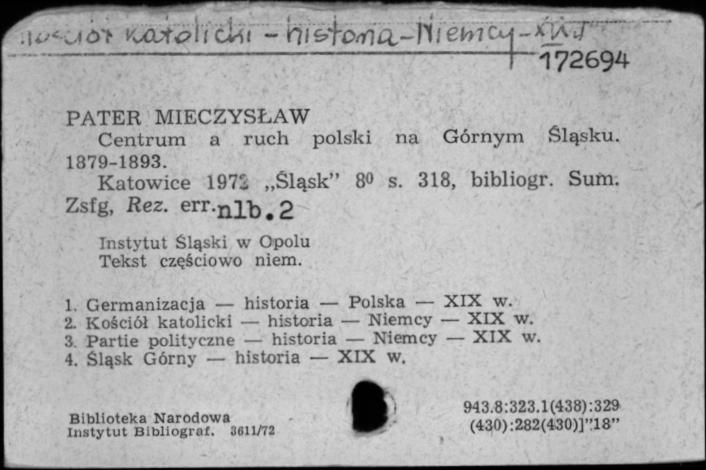 Kościół katolicki - historia - Niemcy - XIX w.
172694
PATER MIECZYSŁAW
Centrum a ruch polski na Górnym Śląsku.
1879-1893.
Katowice 1972 „Śląsk” 8⁰ s. 318, bibliogr. Sum.
Zsfg, Rez. err. nlb. 2
Instytut Śląski w Opolu
Tekst częściowo niem.
1. Germanizacja — historia — Polska — XIX w.
2. Kościół katolicki — historia — Niemcy — XIX w.
3. Partie polityczne — historia — Niemcy — XIX w.
4. Śląsk Górny — historia — XIX w.
Biblioteka Narodowa
Instytut Bibliograf. 3611/72
943.8:323.1(438):329
(430):282(430)]”18”